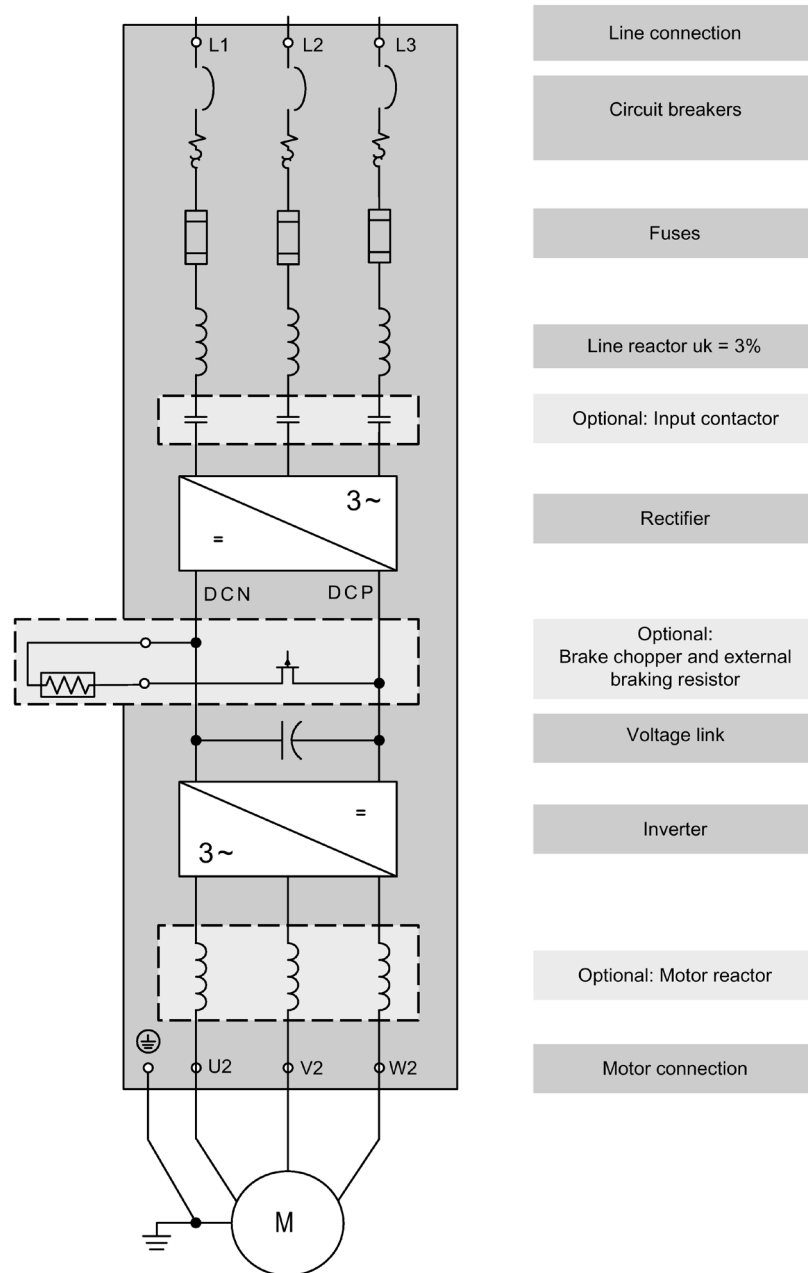 L1 L2 L3
Line connection
Circuit breakers
Fuses
Line reactor uk = 3%
Optional: Input contactor
3~
=
Rectifier
DCN DCP
Optional:
Brake chopper and external
braking resistor
Voltage link
=
3~
Inverter
Optional: Motor reactor
U2 V2 W2
Motor connection
M